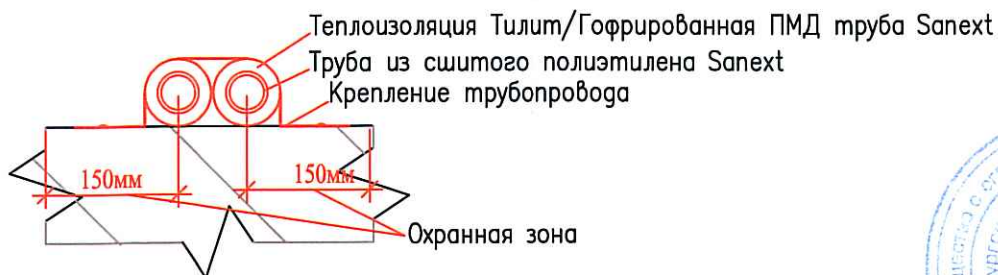 Теплоизоляция Тилит/Гофрированная ПМД труба Sanext
Труба из сшитого полиэтилена Sanext
Крепление трубопровода
150мм 150мм
Охранная зона